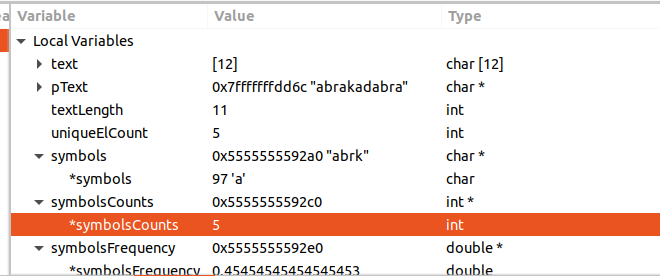 ea Variable Value Type
Local Variables
text [12] char [12]
pText 0x7fffffffdd6c "abrakadabra" char *
textLength 11 int
uniqueElCount 5 int
symbols 0x5555555592a0 "abrk" char *
*symbols 97 'a' char
symbolsCounts 0x5555555592c0 int *
*symbolsCounts 5 int
symbolsFrequency 0x5555555592e0 double *
*symbolsFrequency 0.45454545454545453 double